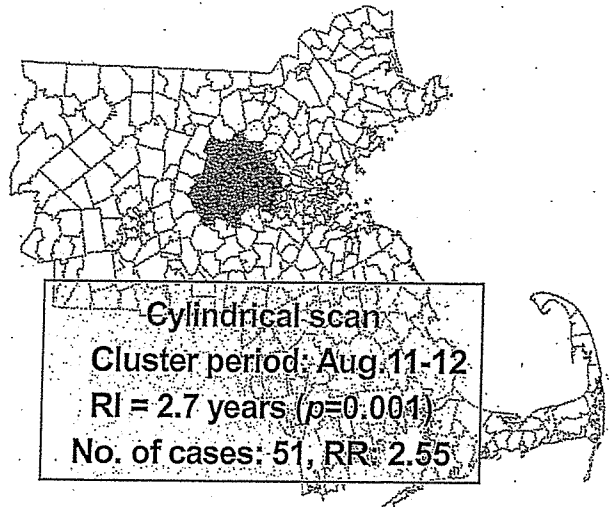 Cylindrical scan
Cluster period: Aug.11-12
RI = 2.7 years (p=0.001)
No. of cases: 51, RR: 2.55